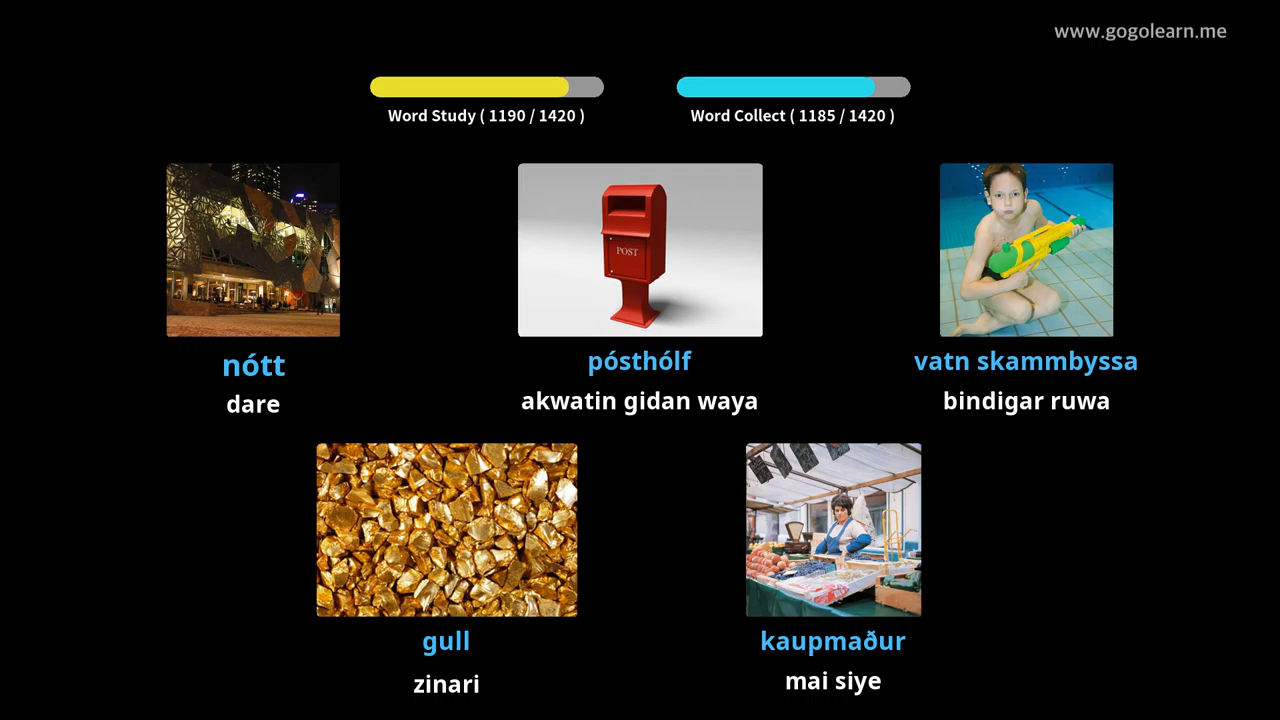 www.gogolearn.me
Word Study ( 1190 / 1420 )
Word Collect ( 1185 / 1420 )
POST
nótt
dare
pósthólf
akwatin gidan waya
vatn skammbyssa
bindigar ruwa
gull
zinari
kaupmaður
mai siye